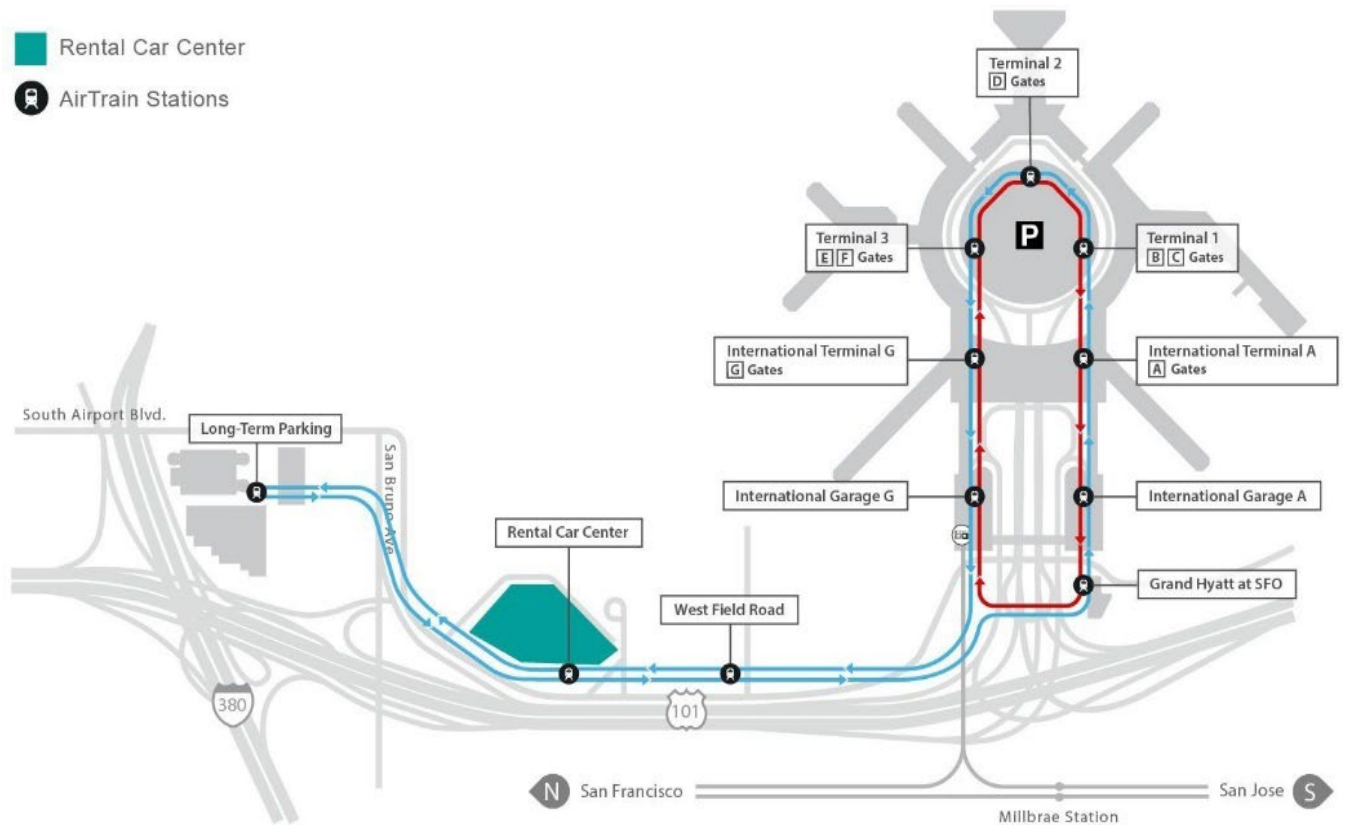 Rental Car Center
AirTrain Stations
Terminal 2
D Gates
P
Terminal 3
E F Gates
Terminal 1
B C Gates
International Terminal G
G Gates
International Terminal A
A Gates
South Airport Blvd.
Long-Term Parking
San Bruno Ave
International Garage G
International Garage A
Rental Car Center
West Field Road
Grand Hyatt at SFO
380
101
N San Francisco
San Jose S
Millbrae Station